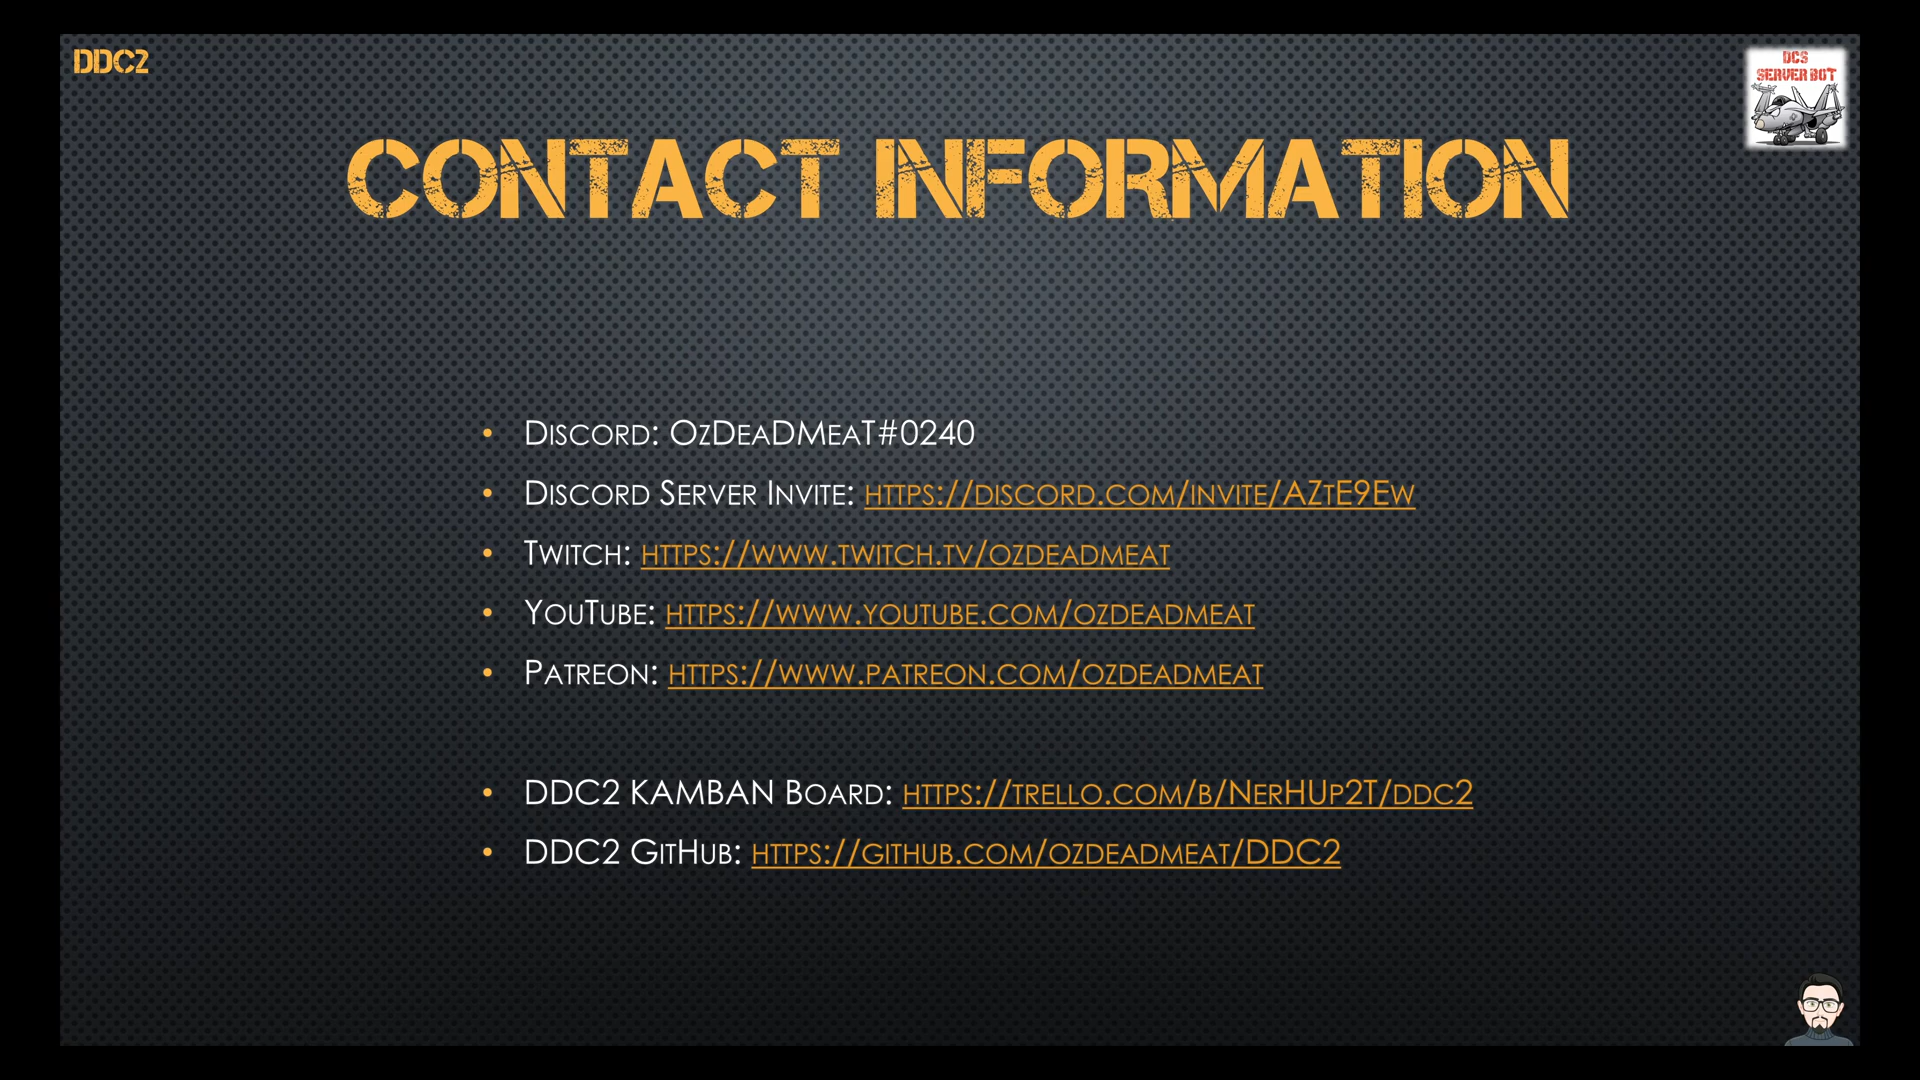 DDC2
DCS
SERVER BOT
CONTACT INFORMATION
• Discord: OzDeaDMeaT#0240
• Discord Server Invite: https://discord.com/invite/AZtE9Ew
• Twitch: https://www.twitch.tv/ozdeadmeat
• YouTube: https://www.youtube.com/ozdeadmeat
• Patreon: https://www.patreon.com/ozdeadmeat
• DDC2 KAMBAN Board: https://trello.com/b/NerHUp2T/ddc2
• DDC2 GitHub: https://github.com/ozdeadmeat/DDC2